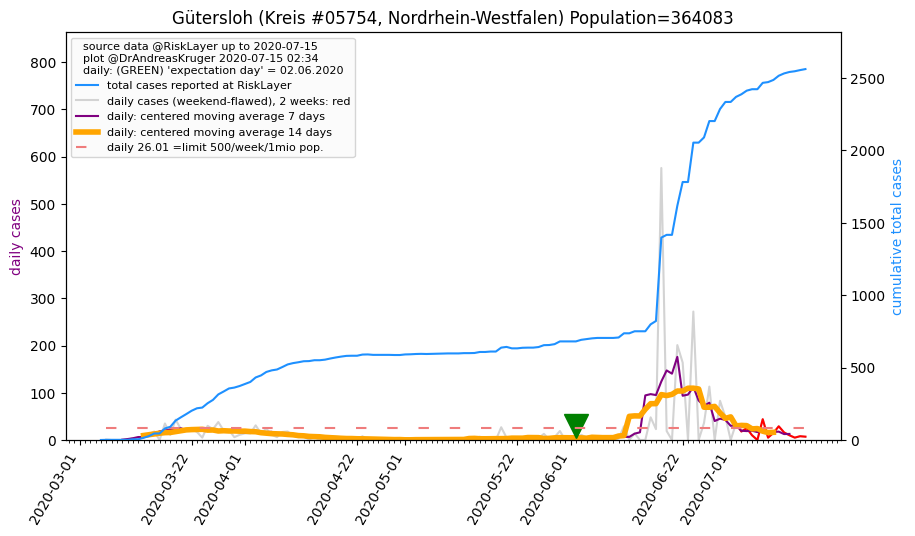 Gütersloh (Kreis #05754, Nordrhein-Westfalen) Population=364083
source data @RiskLayer up to 2020-07-15
plot @DrAndreasKruger 2020-07-15 02:34
daily: (GREEN) 'expectation day' = 02.06.2020
total cases reported at RiskLayer
daily cases (weekend-flawed), 2 weeks: red
daily: centered moving average 7 days
daily: centered moving average 14 days
daily 26.01 =limit 500/week/1mio pop.
daily cases
800
700
600
500
400
300
200
100
0
cumulative total cases
2500
2000
1500
1000
500
0
2020-03-01
2020-03-22
2020-04-01
2020-04-22
2020-05-01
2020-05-22
2020-06-01
2020-06-22
2020-07-01